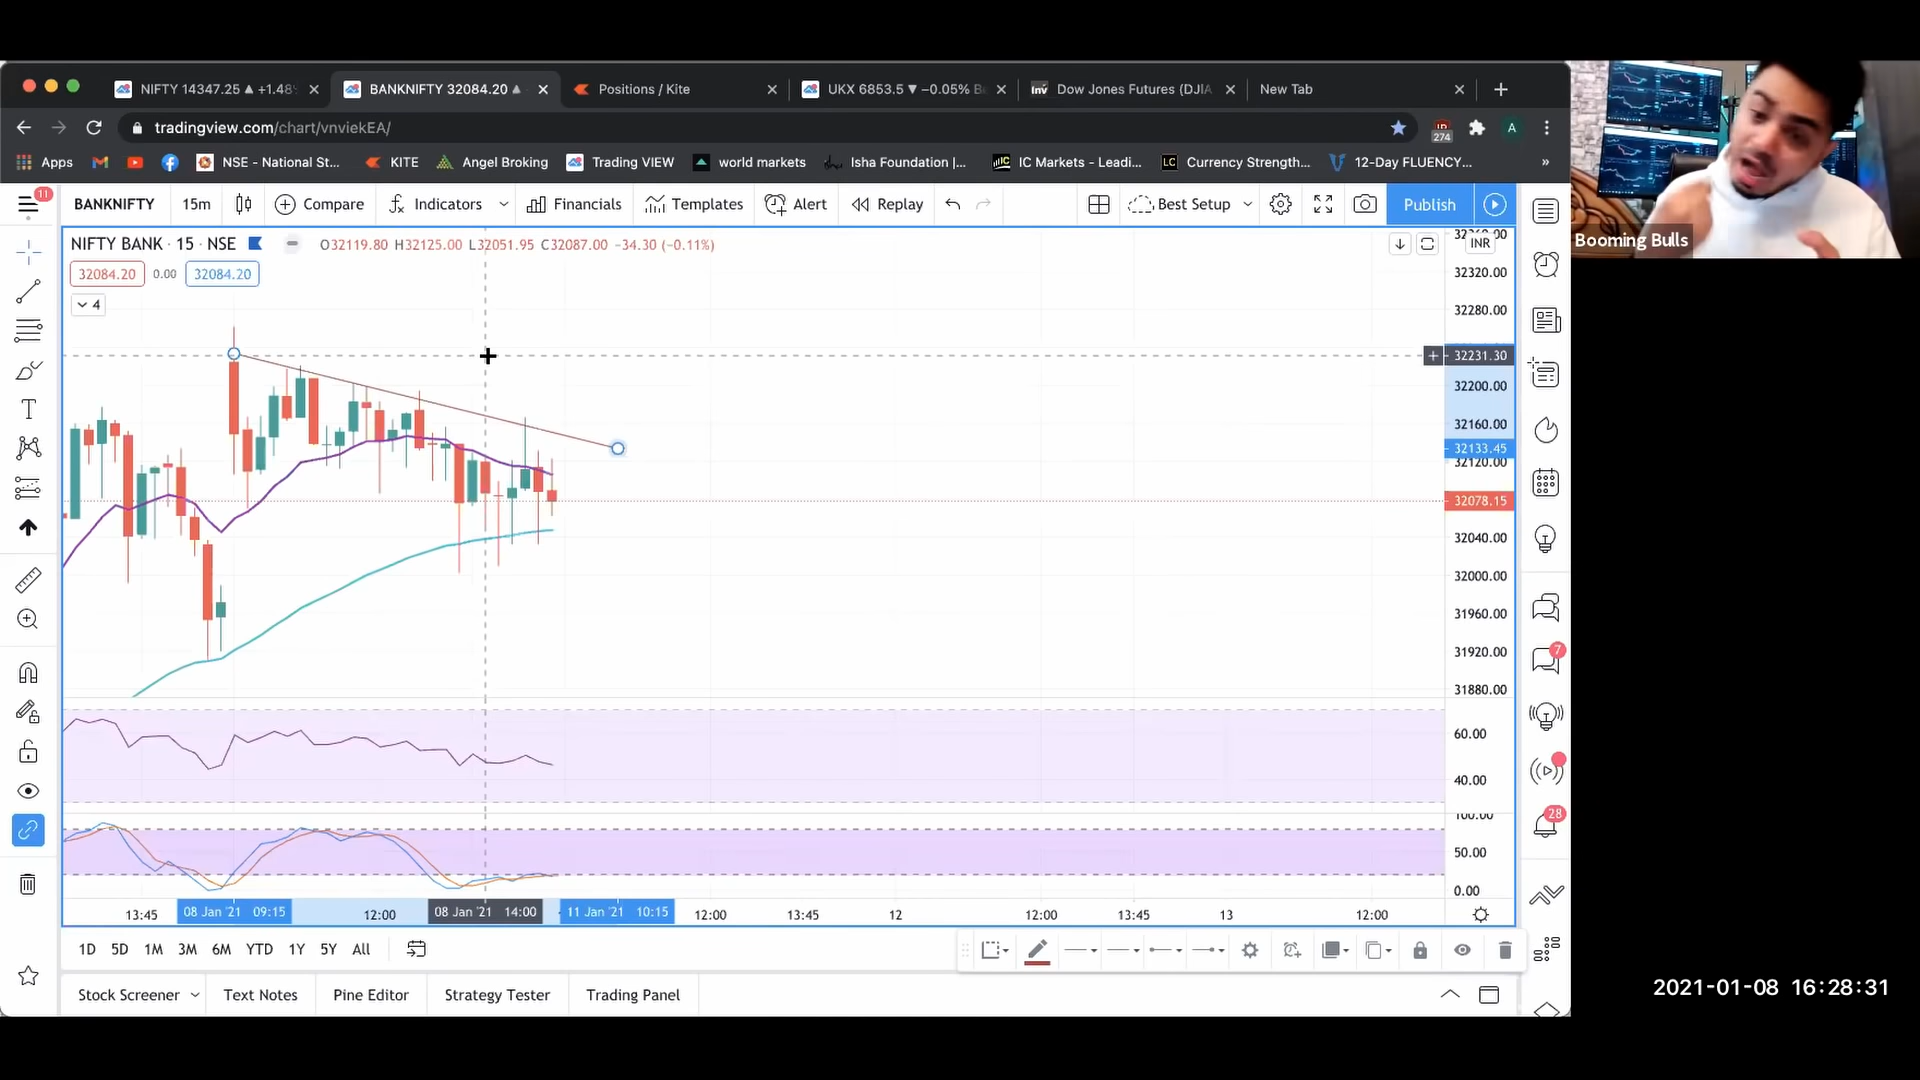 NIFTY 14347.25 ▲ +1.48%
BANKNIFTY 32084.20 ▲
Positions / Kite
UKX 6853.5 ▼ −0.05%
Dow Jones Futures (DJIA
New Tab
tradingview.com/chart/vnviekEA/
274
A
Apps
NSE - National St...
KITE
Angel Broking
Trading VIEW
world markets
Isha Foundation |...
IC Markets - Leadi...
LC Currency Strength...
12-Day FLUENCY...
»
Booming Bulls
11
BANKNIFTY
15m
Compare
Indicators
Financials
Templates
Alert
Replay
Best Setup
Publish
NIFTY BANK · 15 · NSE
O32119.80 H32125.00 L32051.95 C32087.00 −34.30 (−0.11%)
INR
32084.20 0.00 32084.20
4
32360.00
32320.00
32280.00
32231.30
32200.00
32160.00
32133.45
32120.00
32078.15
32040.00
32000.00
31960.00
31920.00
31880.00
60.00
40.00
100.00
50.00
0.00
7
28
13:45
08 Jan '21 09:15
12:00
08 Jan '21 14:00
11 Jan '21 10:15
12:00
13:45
12
12:00
13:45
13
12:00
1D 5D 1M 3M 6M YTD 1Y 5Y All
Stock Screener
Text Notes
Pine Editor
Strategy Tester
Trading Panel
2021-01-08 16:28:31